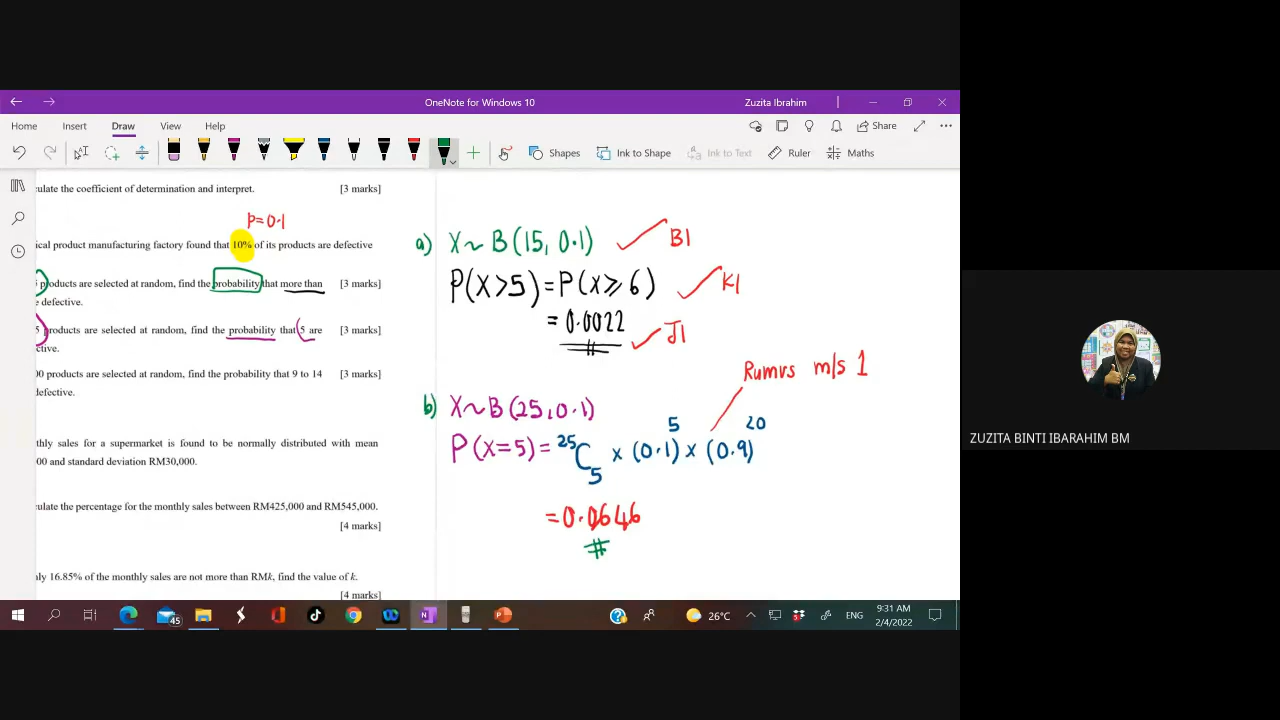 OneNote for Windows 10
Zuzita Ibrahim
Home Insert Draw View Help
Share
Shapes Ink to Shape Ink to Text Ruler Maths
culate the coefficient of determination and interpret. [3 marks]
P=0.1
ical product manufacturing factory found that 10% of its products are defective
products are selected at random, find the probability that more than [3 marks]
e defective.
5 products are selected at random, find the probability that 5 are [3 marks]
ctive.
00 products are selected at random, find the probability that 9 to 14 [3 marks]
defective.
thly sales for a supermarket is found to be normally distributed with mean
00 and standard deviation RM30,000.
culate the percentage for the monthly sales between RM425,000 and RM545,000.
[4 marks]
ly 16.85% of the monthly sales are not more than RMk, find the value of k.
[4 marks]
a) X~B(15, 0.1) B1
P(X>5) = P(X⩾6) K1
= 0.0022 J1
Rumus m/s 1
b) X~B(25,0.1)
P(X=5) = ²⁵C₅ × (0.1)⁵ × (0.9)²⁰
= 0.0646
ZUZITA BINTI IBARAHIM BM
45
26°C
ENG
9:31 AM
2/4/2022